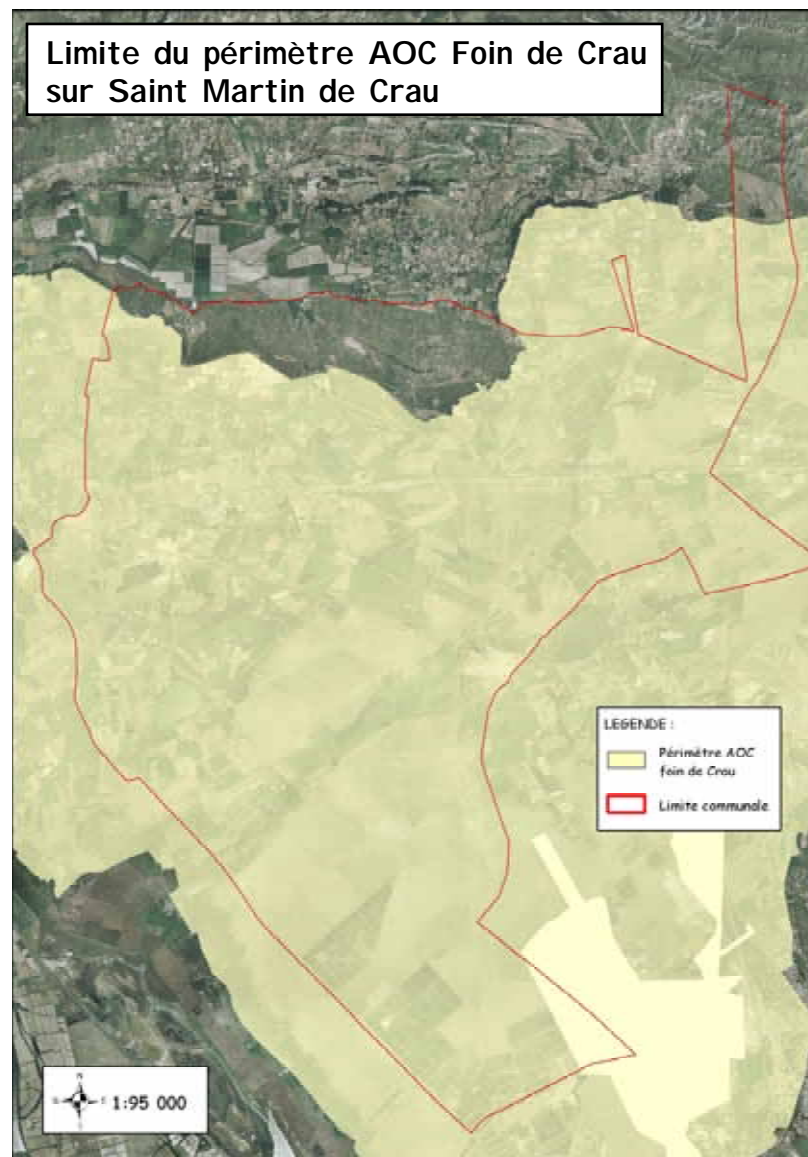 Limite du périmètre AOC Foin de Crau
sur Saint Martin de Crau
LEGENDE :
Périmètre AOC
foin de Crau
Limite communale
N
S
E
1:95 000